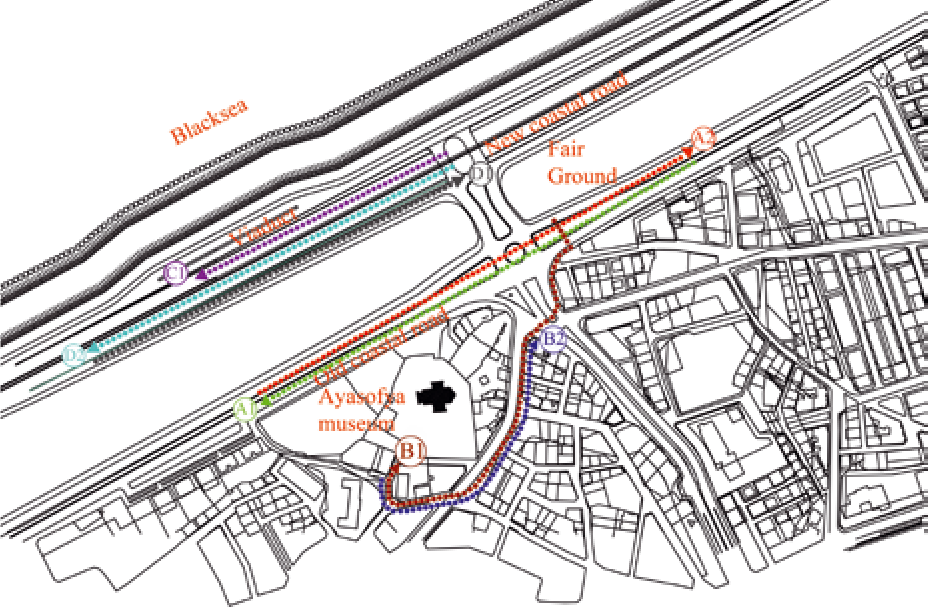 Blacksea
New coastal road
A2
Fair
Ground
D1
Viaduct
C1
D2
B2
Old coastal road
A1
Ayasofya
museum
B1